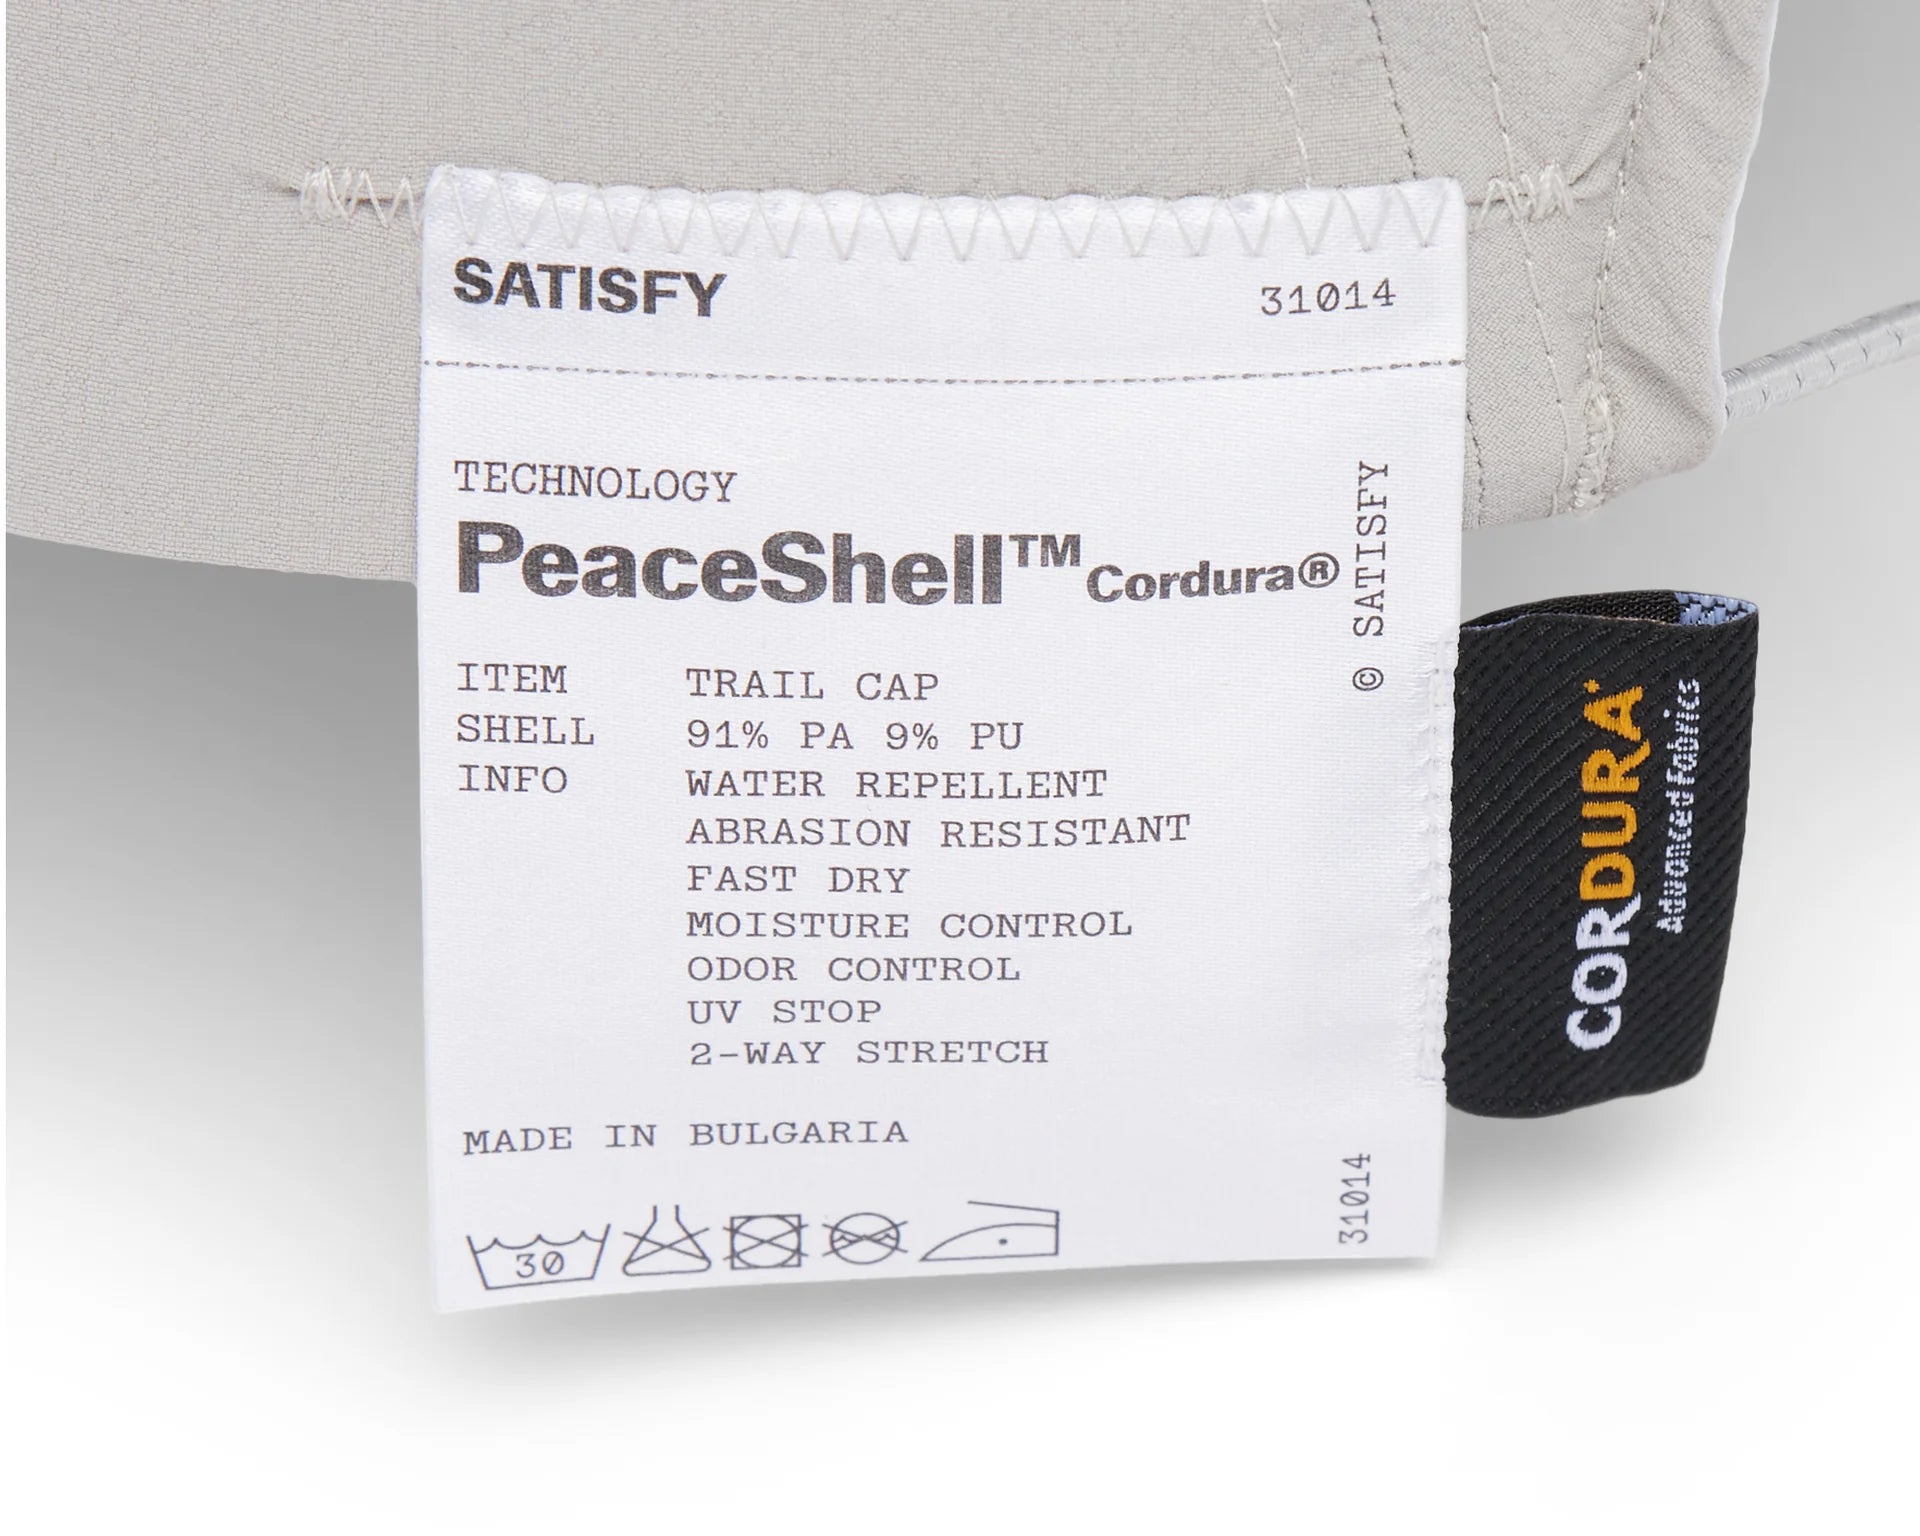 SATISFY 31014
TECHNOLOGY
PeaceShell™ Cordura®
© SATISFY
ITEM TRAIL CAP
SHELL 91% PA 9% PU
INFO WATER REPELLENT
ABRASION RESISTANT
FAST DRY
MOISTURE CONTROL
ODOR CONTROL
UV STOP
2-WAY STRETCH
MADE IN BULGARIA
30
31014
CORDURA
Advanced Fabrics